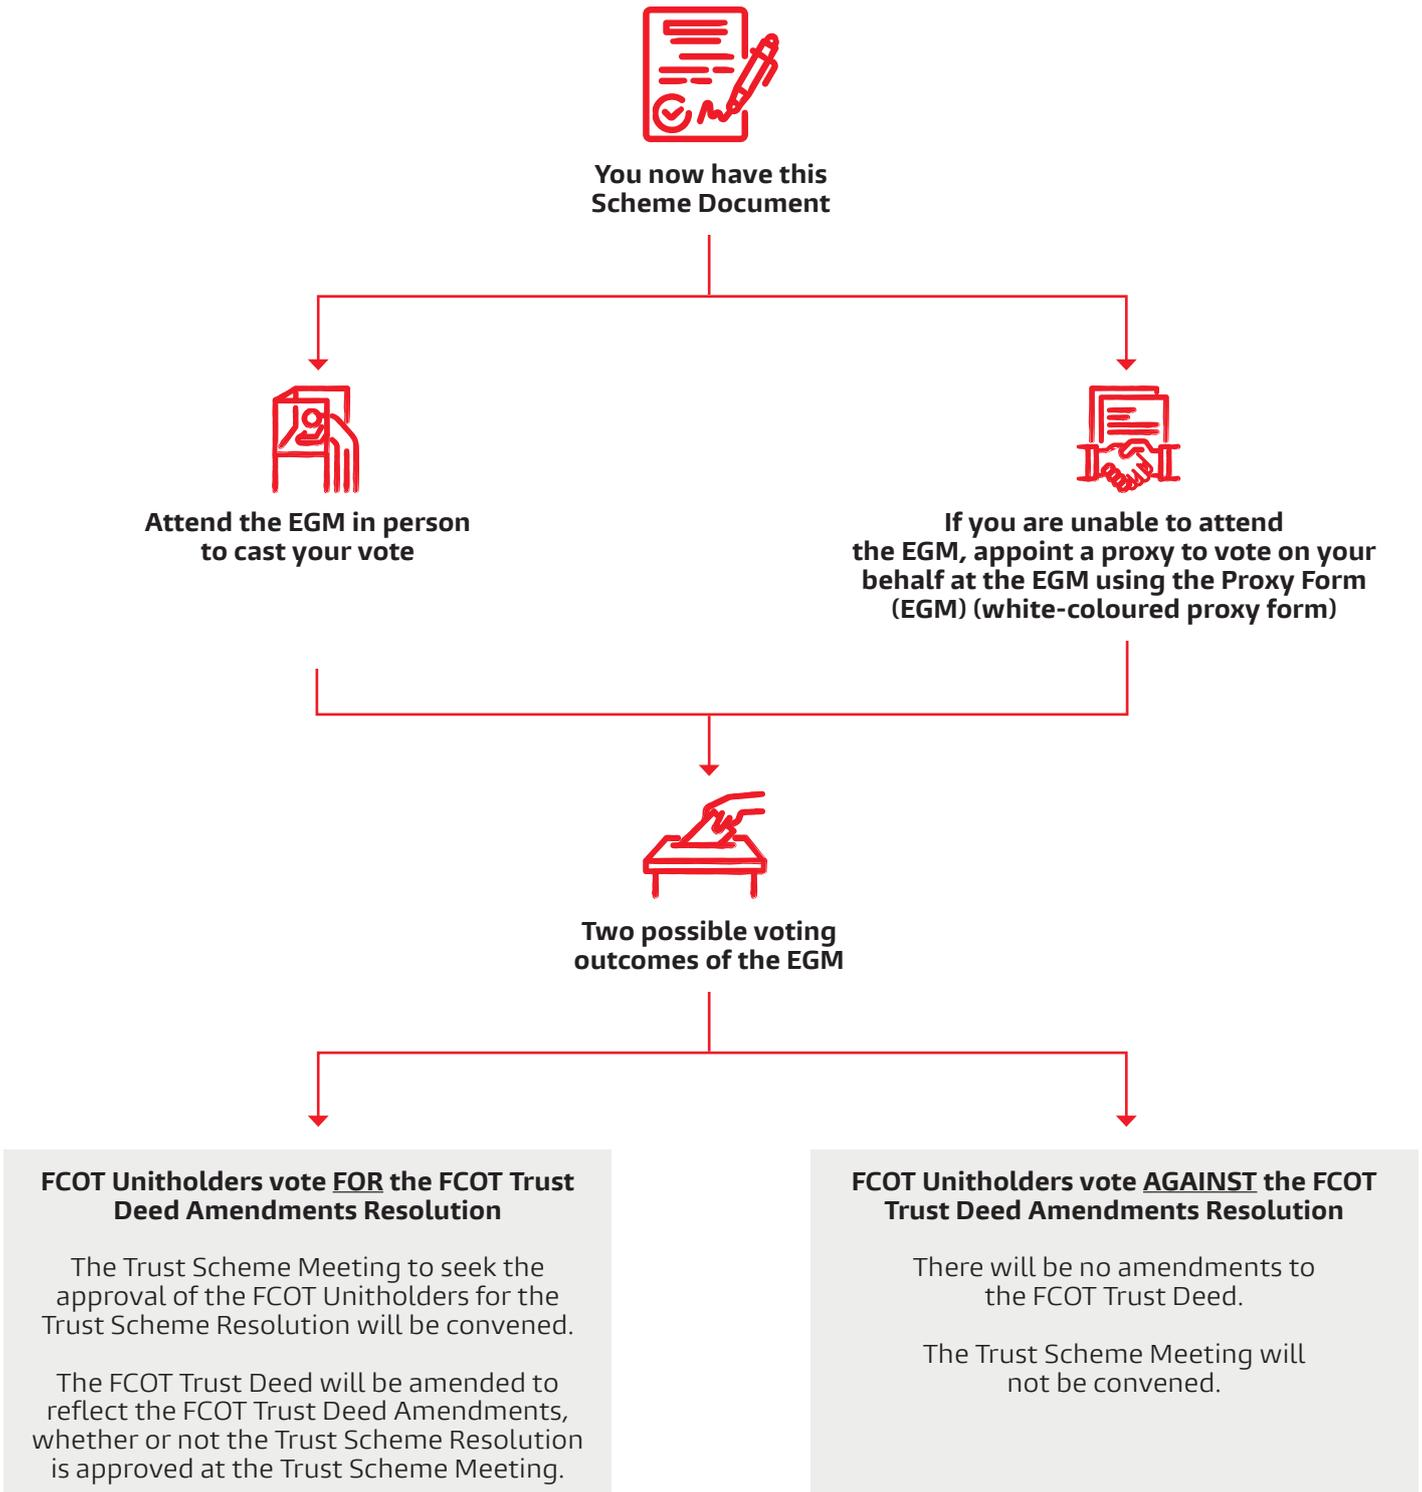 You now have this
Scheme Document
Attend the EGM in person
to cast your vote
If you are unable to attend
the EGM, appoint a proxy to vote on your
behalf at the EGM using the Proxy Form
(EGM) (white-coloured proxy form)
Two possible voting
outcomes of the EGM
FCOT Unitholders vote FOR the FCOT Trust
Deed Amendments Resolution
The Trust Scheme Meeting to seek the
approval of the FCOT Unitholders for the
Trust Scheme Resolution will be convened.
The FCOT Trust Deed will be amended to
reflect the FCOT Trust Deed Amendments,
whether or not the Trust Scheme Resolution
is approved at the Trust Scheme Meeting.
FCOT Unitholders vote AGAINST the FCOT
Trust Deed Amendments Resolution
There will be no amendments to
the FCOT Trust Deed.
The Trust Scheme Meeting will
not be convened.